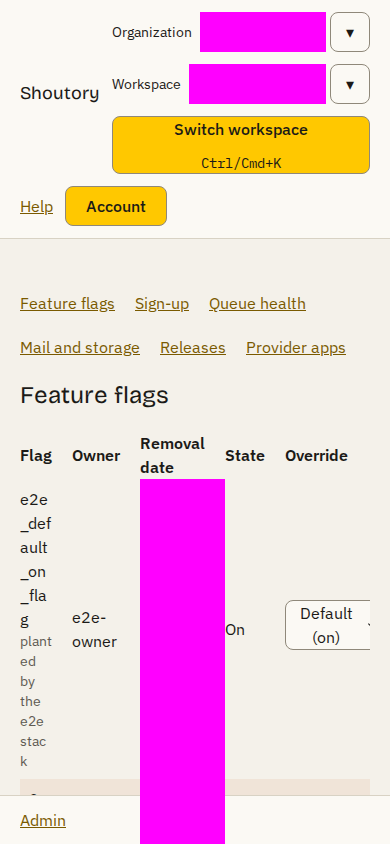 Organization
▾
Workspace
▾
Shoutory
Switch workspace
Ctrl/Cmd+K
Help
Account
Feature flags
Sign-up
Queue health
Mail and storage
Releases
Provider apps
Feature flags
Flag
Owner
Removal
date
State
Override
e2e
_def
ault
_on
_fla
g
plant
ed
by
the
e2e
stac
k
e2e-
owner
On
Default
(on)
Admin